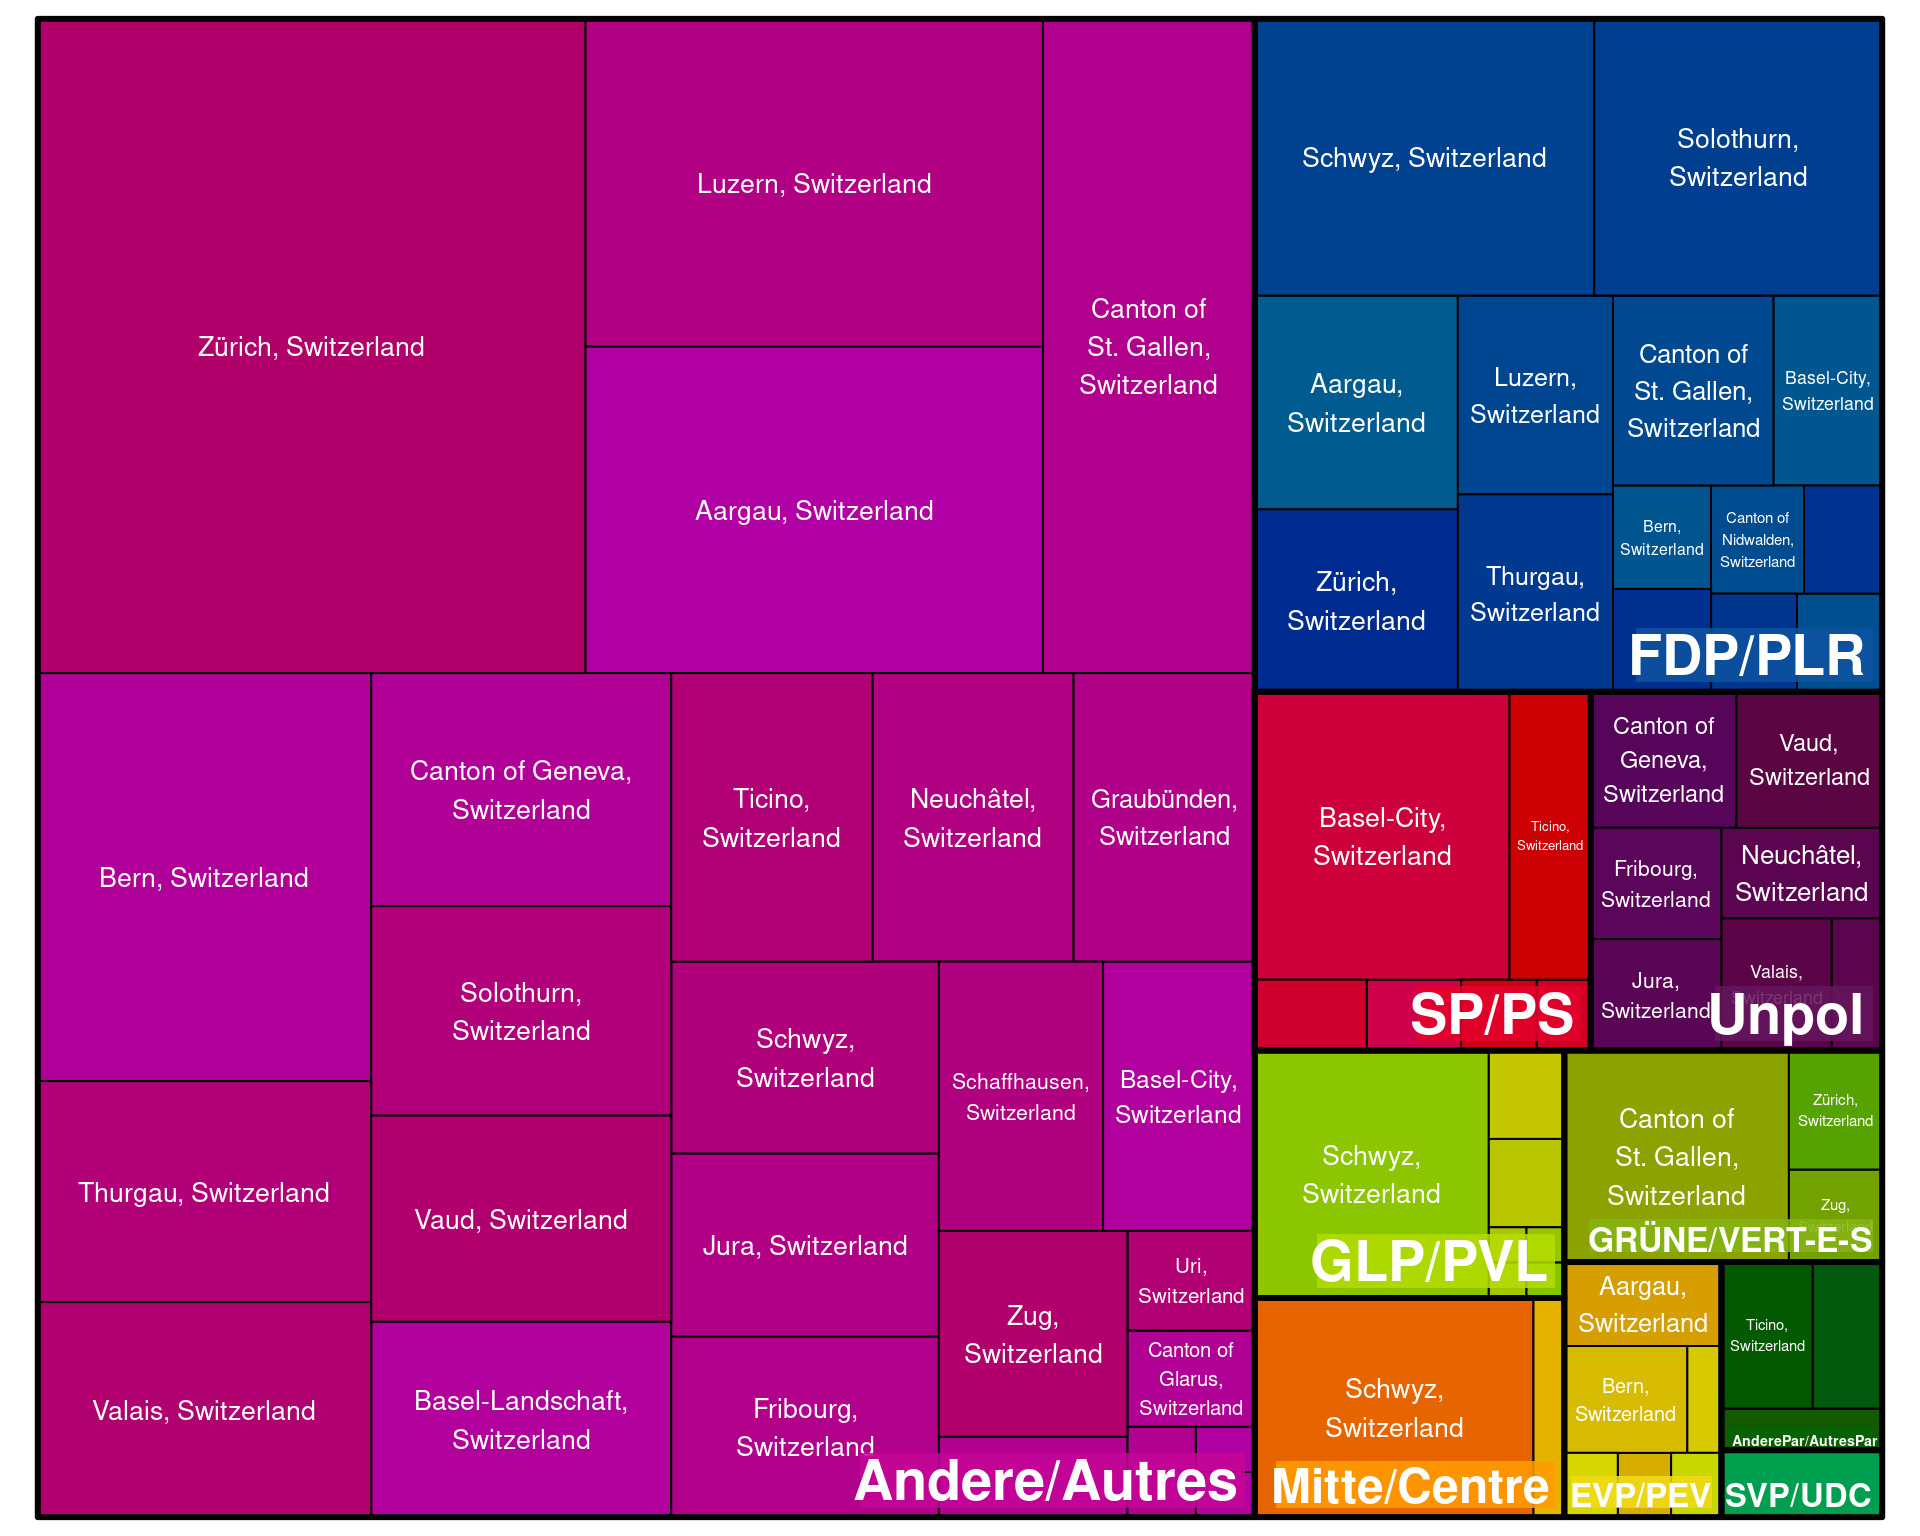 Zürich, Switzerland
Luzern, Switzerland
Aargau, Switzerland
Canton of
St. Gallen,
Switzerland
Bern, Switzerland
Thurgau, Switzerland
Valais, Switzerland
Canton of Geneva,
Switzerland
Solothurn,
Switzerland
Vaud, Switzerland
Basel-Landschaft,
Switzerland
Ticino,
Switzerland
Neuchâtel,
Switzerland
Graubünden,
Switzerland
Schwyz,
Switzerland
Jura, Switzerland
Fribourg,
Switzerland
Schaffhausen,
Switzerland
Basel-City,
Switzerland
Zug,
Switzerland
Uri,
Switzerland
Canton of
Glarus,
Switzerland
Andere/Autres
Schwyz, Switzerland
Solothurn,
Switzerland
Aargau,
Switzerland
Zürich,
Switzerland
Luzern,
Switzerland
Thurgau,
Switzerland
Canton of
St. Gallen,
Switzerland
Basel-City,
Switzerland
Bern,
Switzerland
Canton of
Nidwalden,
Switzerland
FDP/PLR
Basel-City,
Switzerland
Ticino,
Switzerland
SP/PS
Canton of
Geneva,
Switzerland
Vaud,
Switzerland
Fribourg,
Switzerland
Neuchâtel,
Switzerland
Jura,
Switzerland
Valais,
Switzerland
Unpol
Schwyz,
Switzerland
GLP/PVL
Canton of
St. Gallen,
Switzerland
Zürich,
Switzerland
Zug,
Switzerland
GRÜNE/VERT-E-S
Schwyz,
Switzerland
Mitte/Centre
Aargau,
Switzerland
Bern,
Switzerland
EVP/PEV
Ticino,
Switzerland
AnderePar/AutresPar
SVP/UDC